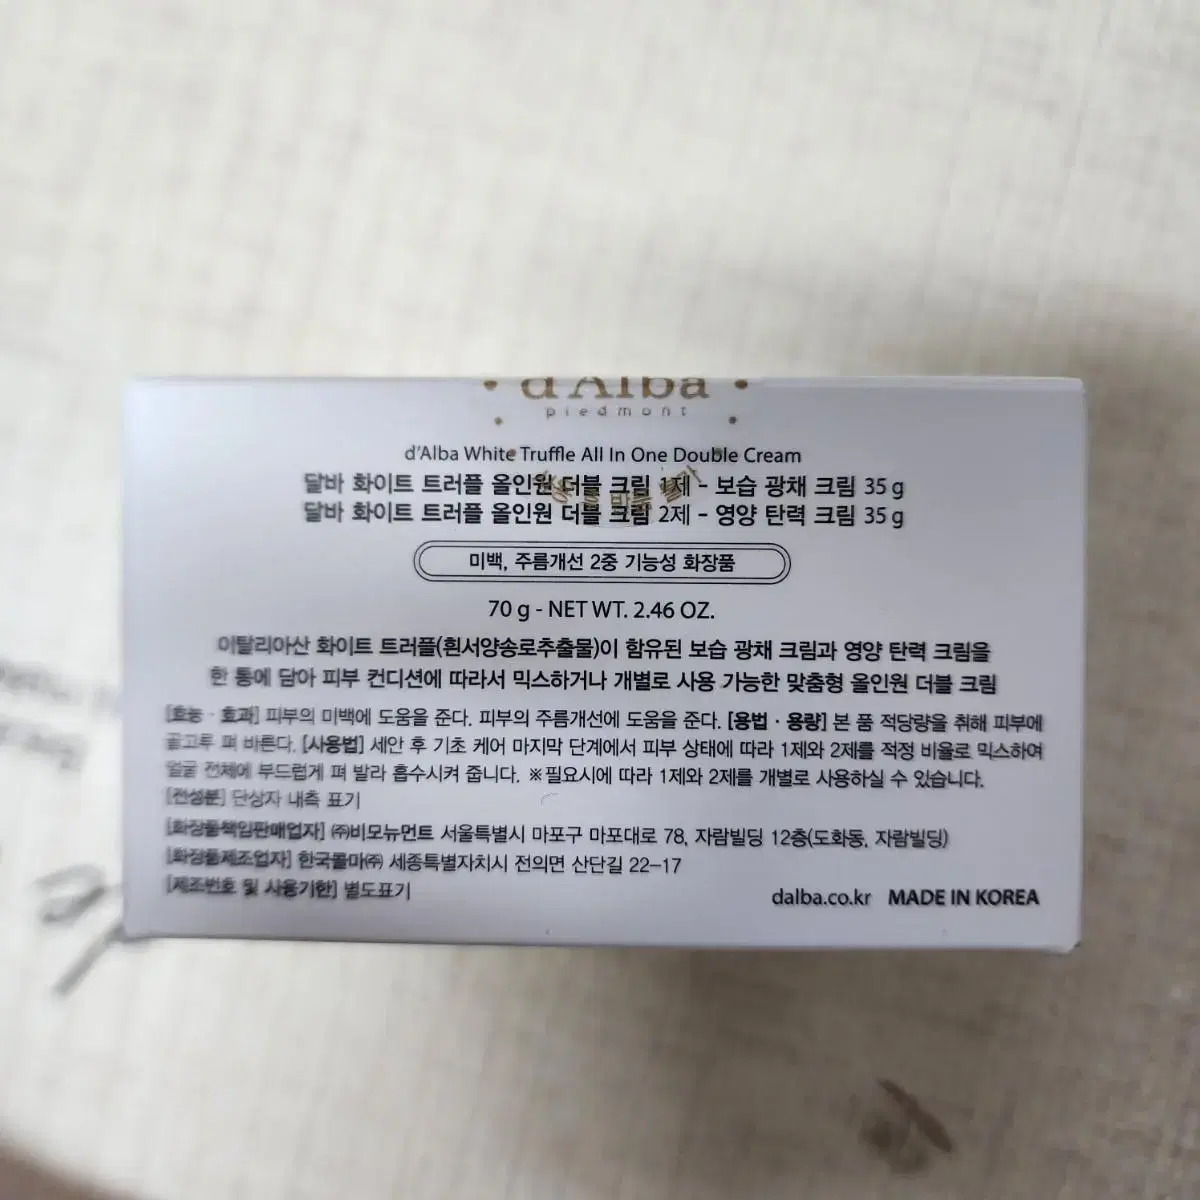 d'Alba
piedmont
d'Alba White Truffle All In One Double Cream
달바 화이트 트러플 올인원 더블 크림 1제 - 보습 광채 크림 35 g
달바 화이트 트러플 올인원 더블 크림 2제 - 영양 탄력 크림 35 g
미백, 주름개선 2중 기능성 화장품
70 g - NET WT. 2.46 OZ.
이탈리아산 화이트 트러플(흰서양송로추출물)이 함유된 보습 광채 크림과 영양 탄력 크림을
한 통에 담아 피부 컨디션에 따라서 믹스하거나 개별로 사용 가능한 맞춤형 올인원 더블 크림
[효능 · 효과] 피부의 미백에 도움을 준다. 피부의 주름개선에 도움을 준다. [용법 · 용량] 본 품 적당량을 취해 피부에
골고루 펴 바른다. [사용법] 세안 후 기초 케어 마지막 단계에서 피부 상태에 따라 1제와 2제를 적정 비율로 믹스하여
얼굴 전체에 부드럽게 펴 발라 흡수시켜 줍니다. ※필요시에 따라 1제와 2제를 개별로 사용하실 수 있습니다.
[전성분] 단상자 내측 표기
[화장품책임판매업자] ㈜비모뉴먼트 서울특별시 마포구 마포대로 78, 자람빌딩 12층(도화동, 자람빌딩)
[화장품제조업자] 한국콜마㈜ 세종특별자치시 전의면 산단길 22-17
[제조번호 및 사용기한] 별도표기
dalba.co.kr MADE IN KOREA